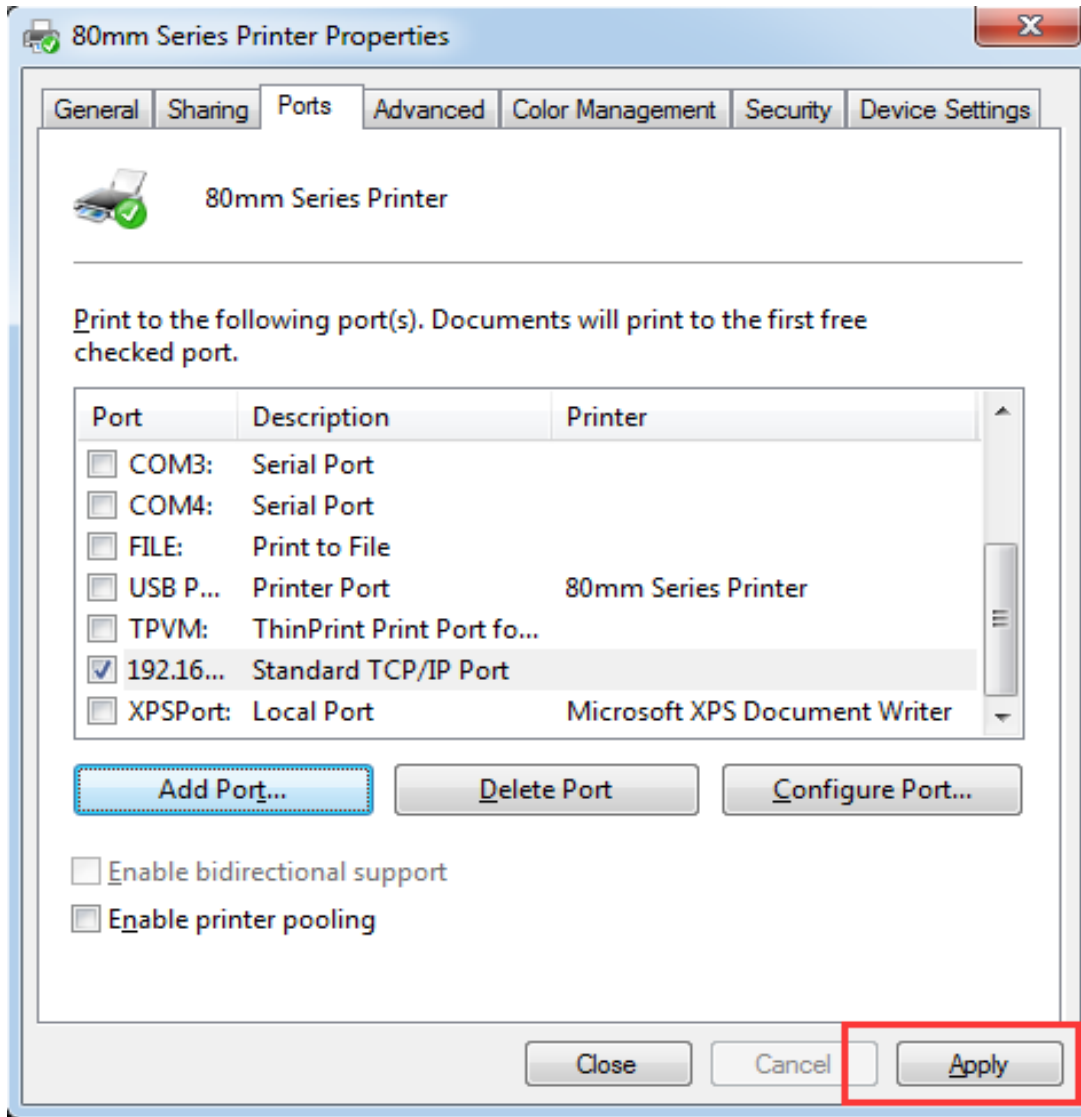 80mm Series Printer Properties
General Sharing Ports Advanced Color Management Security Device Settings
80mm Series Printer
Print to the following port(s). Documents will print to the first free
checked port.
Port Description Printer
COM3: Serial Port
COM4: Serial Port
FILE: Print to File
USB P... Printer Port 80mm Series Printer
TPVM: ThinPrint Print Port fo...
192.16... Standard TCP/IP Port
XPSPort: Local Port Microsoft XPS Document Writer
Add Port... Delete Port Configure Port...
Enable bidirectional support
Enable printer pooling
Close Cancel Apply